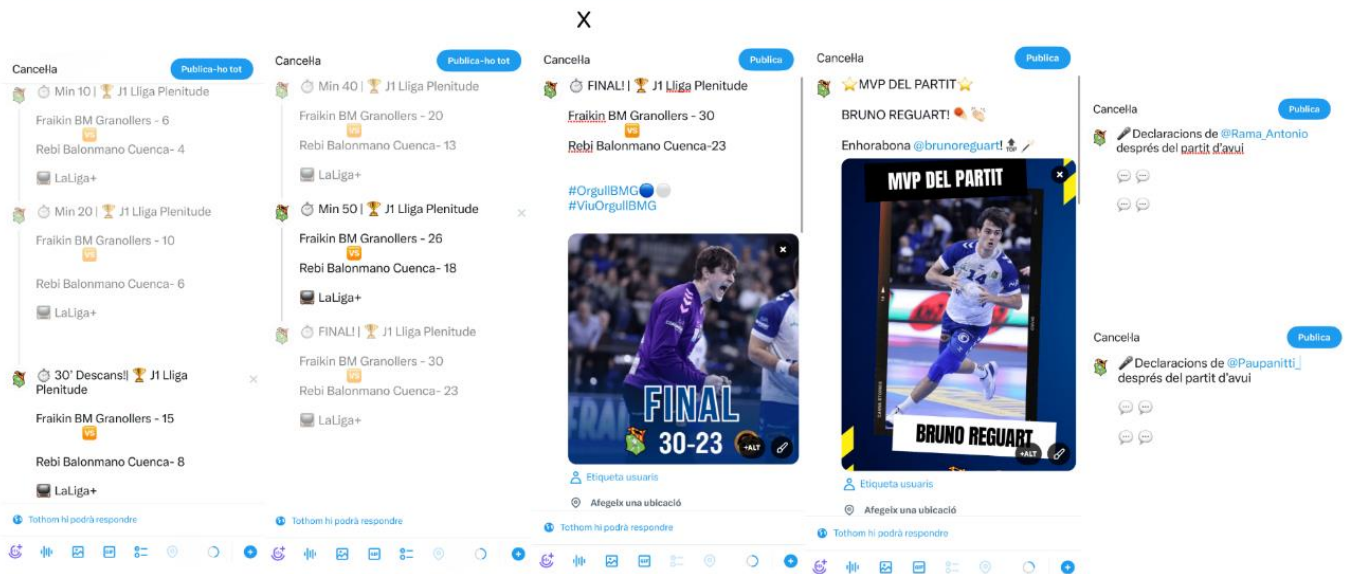 X
Cancel·la
Publica-ho tot
Min 10 | J1 Lliga Plenitude
Fraikin BM Granollers - 6
VS
Rebi Balonmano Cuenca- 4
LaLiga+
Min 20 | J1 Lliga Plenitude
Fraikin BM Granollers - 10
VS
Rebi Balonmano Cuenca- 6
LaLiga+
30' Descans!| J1 Lliga
Plenitude
Fraikin BM Granollers - 15
VS
Rebi Balonmano Cuenca- 8
LaLiga+
Tothom hi podrà respondre
GIF
Cancel·la
Publica-ho tot
Min 40 | J1 Lliga Plenitude
Fraikin BM Granollers - 20
VS
Rebi Balonmano Cuenca- 13
LaLiga+
Min 50 | J1 Lliga Plenitude
Fraikin BM Granollers - 26
VS
Rebi Balonmano Cuenca- 18
LaLiga+
FINAL! | J1 Lliga Plenitude
Fraikin BM Granollers - 30
VS
Rebi Balonmano Cuenca- 23
LaLiga+
Tothom hi podrà respondre
GIF
Cancel·la
Publica
FINAL! | J1 Lliga Plenitude
Fraikin BM Granollers - 30
VS
Rebi Balonmano Cuenca-23
#OrgullBMG
#ViuOrgullBMG
FINAL
30-23
+ALT
Etiqueta usuaris
Afegeix una ubicació
Tothom hi podrà respondre
GIF
Cancel·la
Publica
MVP DEL PARTIT
BRUNO REGUART!
Enhorabona @brunoreguart! TOP
MVP DEL PARTIT
14
BRUNO REGUART
+ALT
Etiqueta usuaris
Afegeix una ubicació
Tothom hi podrà respondre
GIF
Cancel·la
Publica
Declaracions de @Rama_Antonio
després del partit d'avui
Cancel·la
Publica
Declaracions de @Paupanitti_
després del partit d'avui